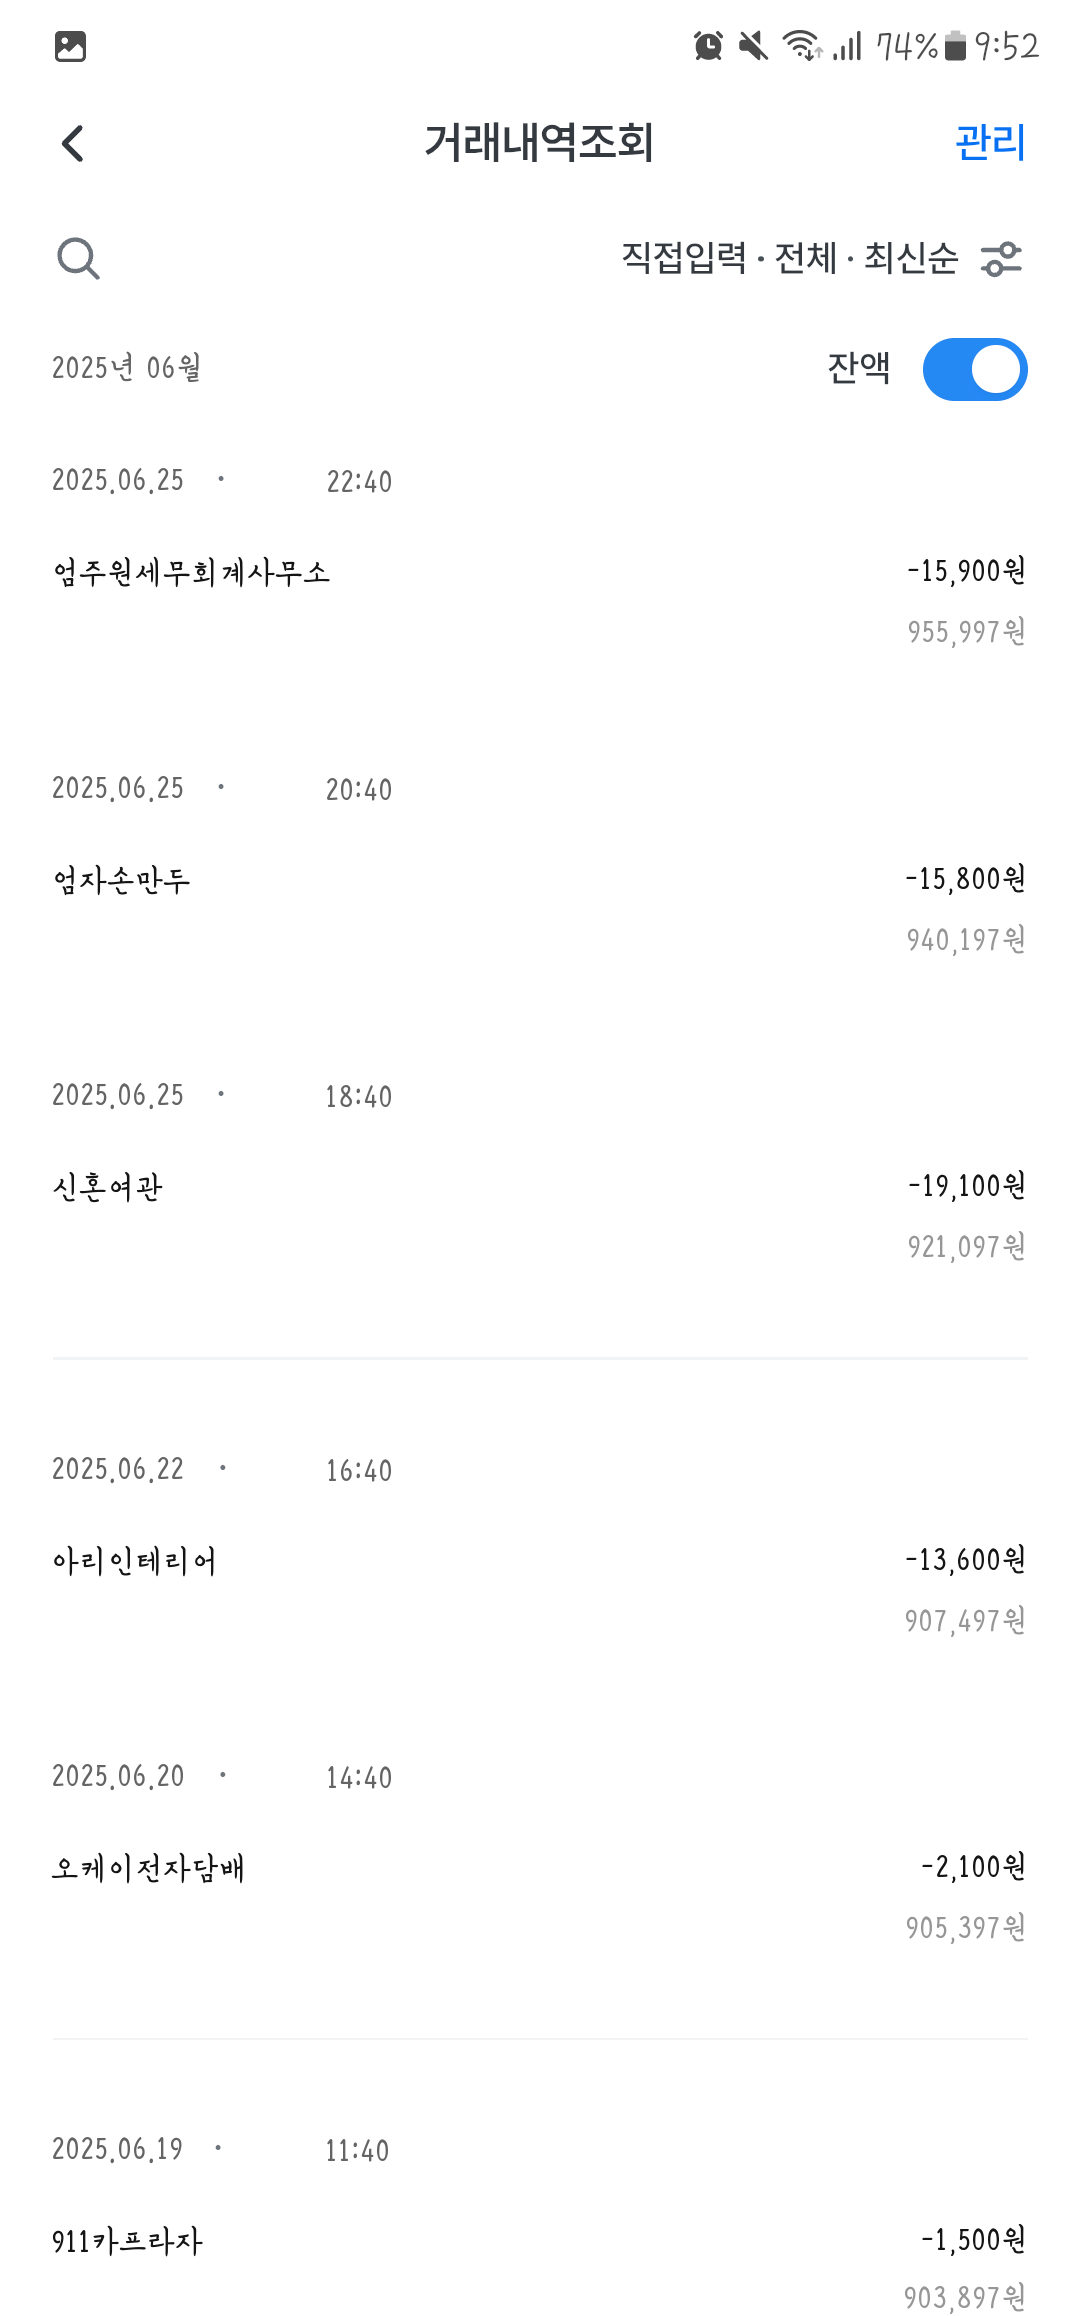 74% 9:52
거래내역조회 관리
직접입력 · 전체 · 최신순
2025년 06월 잔액
2025.06.25 · 22:40
엄주원세무회계사무소 -15,900원
955,997원
2025.06.25 · 20:40
엄자손만두 -15,800원
940,197원
2025.06.25 · 18:40
신혼여관 -19,100원
921,097원
2025.06.22 · 16:40
아리인테리어 -13,600원
907,497원
2025.06.20 · 14:40
오케이전자담배 -2,100원
905,397원
2025.06.19 · 11:40
911카프라자 -1,500원
903,897원